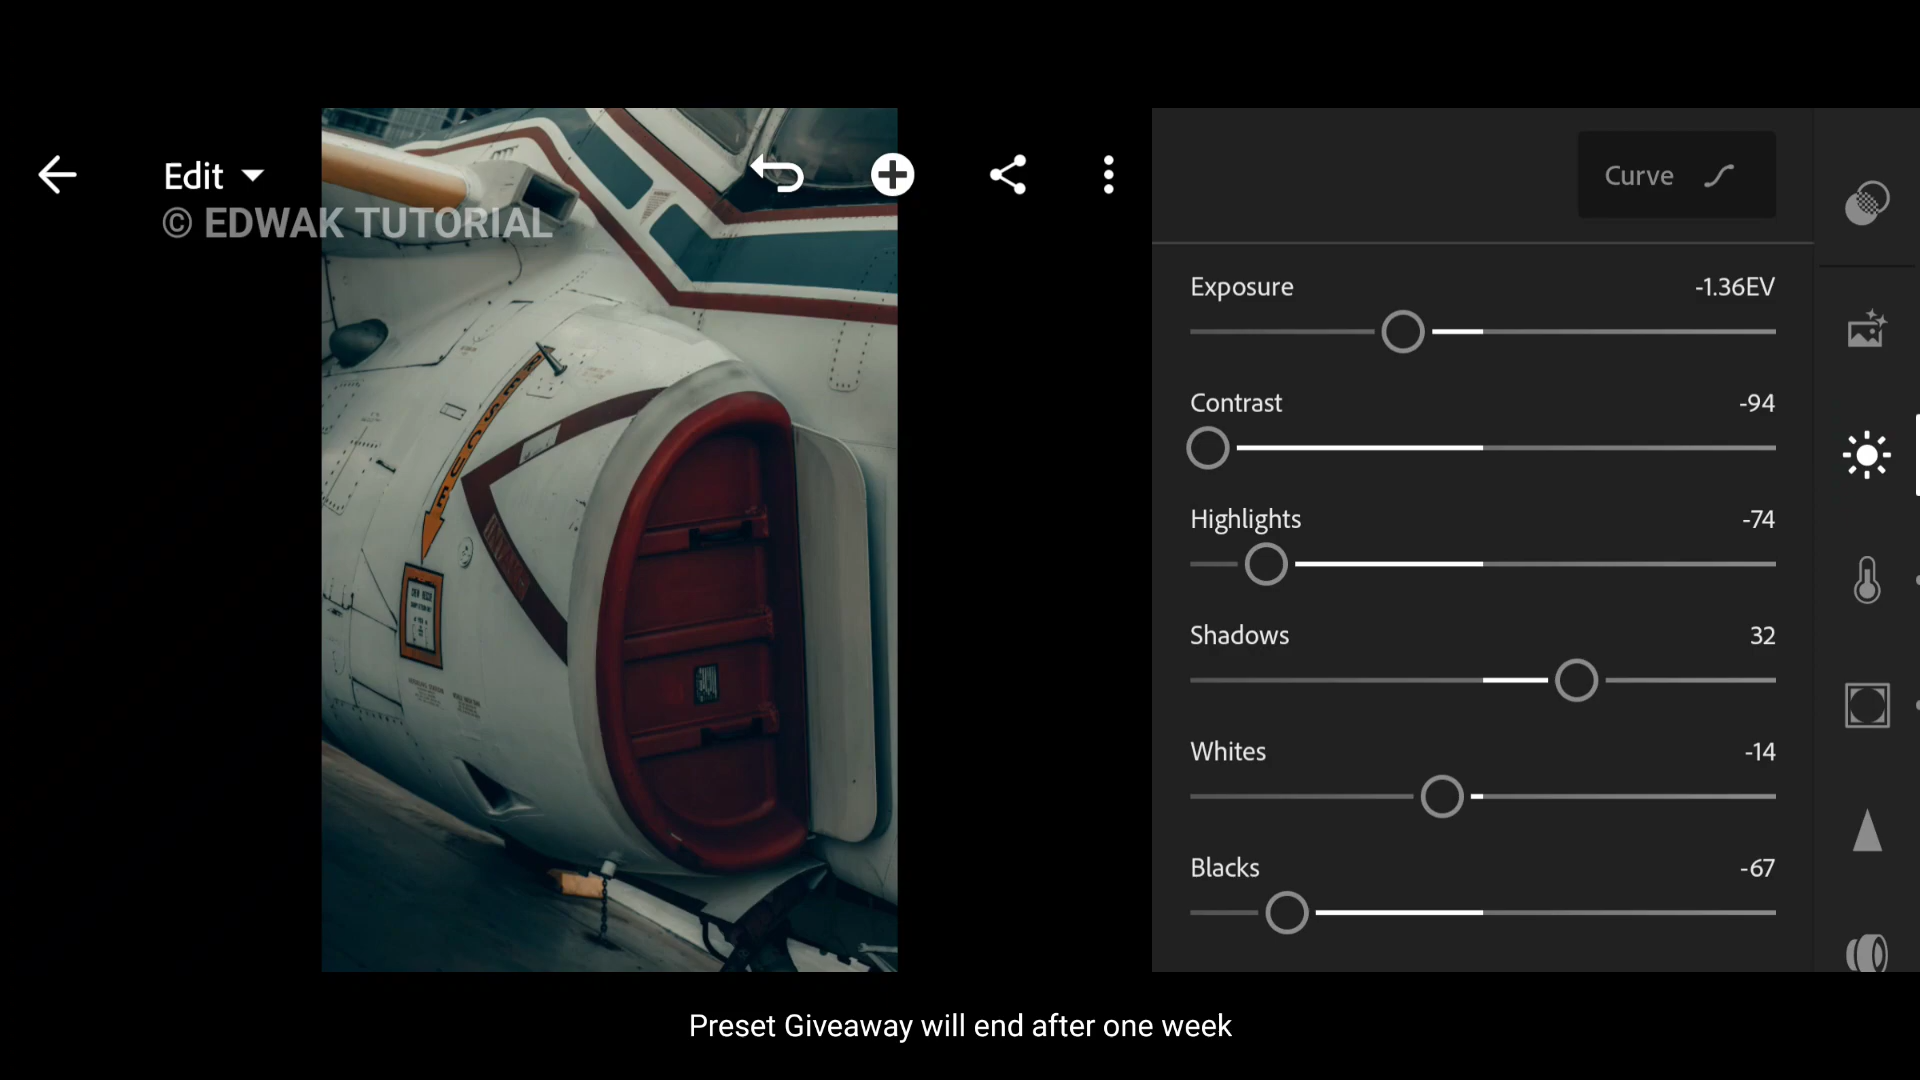 Edit
© EDWAK TUTORIAL
Curve
Exposure -1.36EV
Contrast -94
Highlights -74
Shadows 32
Whites -14
Blacks -67
RESCUE
Preset Giveaway will end after one week